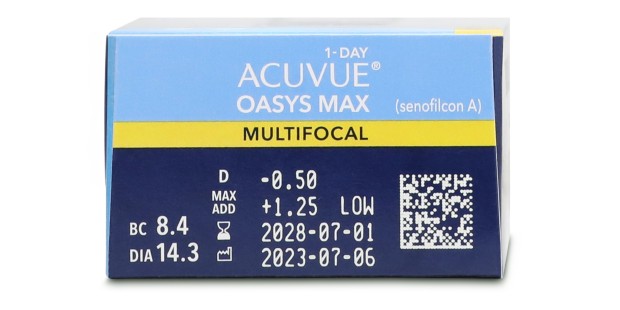 1-DAY
ACUVUE®
OASYS MAX (senofilcon A)
MULTIFOCAL
D -0.50
MAX ADD +1.25 LOW
BC 8.4 2028-07-01
DIA 14.3 2023-07-06